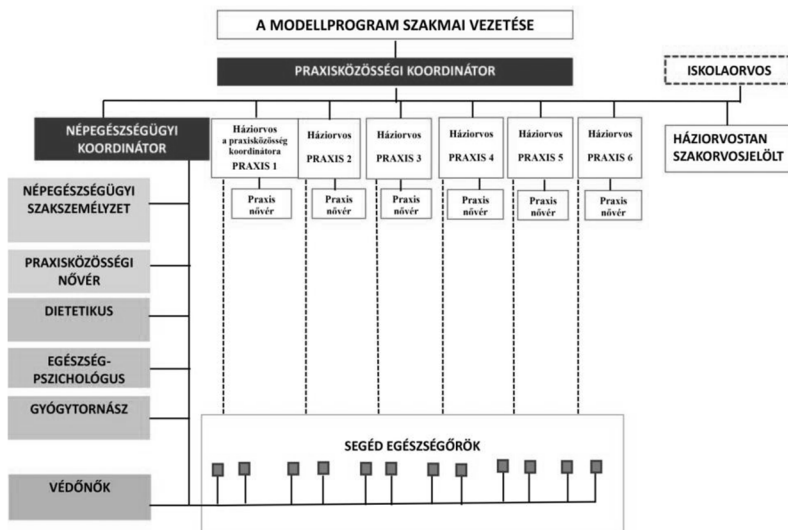 A MODELLPROGRAM SZAKMAI VEZETÉSE
PRAXISKÖZÖSSÉGI KOORDINÁTOR
ISKOLAORVOS
NÉPEGÉSZSÉGÜGYI
KOORDINÁTOR
Háziorvos
a praxisközösség
koordinátora
PRAXIS 1
Háziorvos
PRAXIS 2
Háziorvos
PRAXIS 3
Háziorvos
PRAXIS 4
Háziorvos
PRAXIS 5
Háziorvos
PRAXIS 6
HÁZIORVOSTAN
SZAKORVOSJELÖLT
Praxis
nővér
Praxis
nővér
Praxis
nővér
Praxis
nővér
Praxis
nővér
Praxis
nővér
NÉPEGÉSZSÉGÜGYI
SZAKSZEMÉLYZET
PRAXISKÖZÖSSÉGI
NŐVÉR
DIETETIKUS
EGÉSZSÉG-
PSZICHOLÓGUS
GYÓGYTORNÁSZ
SEGÉD EGÉSZSÉGŐRÖK
VÉDŐNŐK